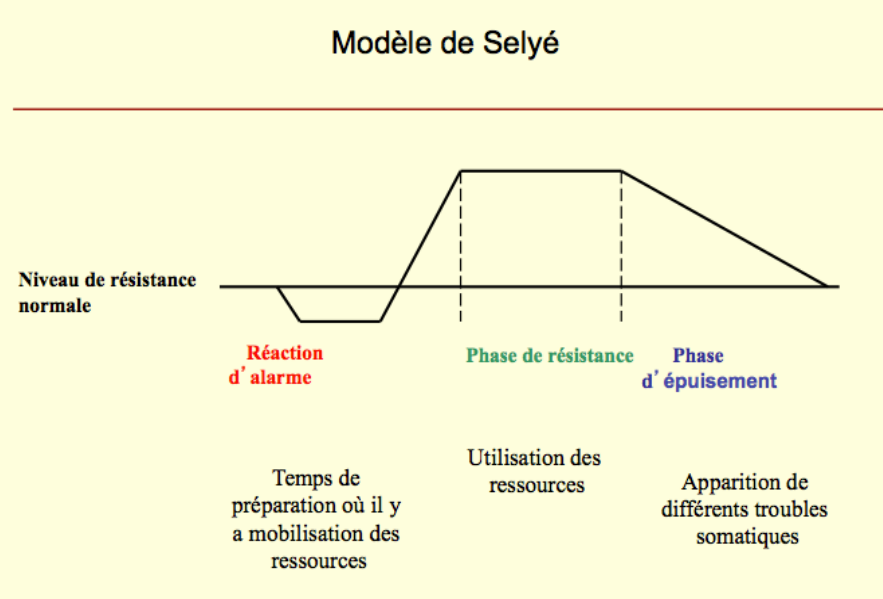 Modèle de Selyé
Niveau de résistance
normale
Réaction
d'alarme
Phase de résistance
Phase
d'épuisement
Temps de
préparation où il y
a mobilisation des
ressources
Utilisation des
ressources
Apparition de
différents troubles
somatiques